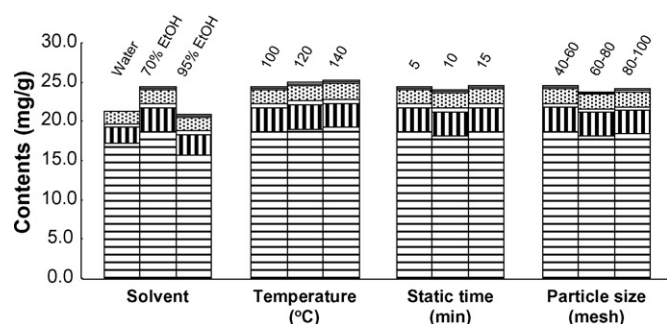 Contents (mg/g)
30.0
25.0
20.0
15.0
10.0
5.0
0.0
Water
70% EtOH
95% EtOH
100
120
140
5
10
15
40-60
60-80
80-100
Solvent
Temperature
(°C)
Static time
(min)
Particle size
(mesh)